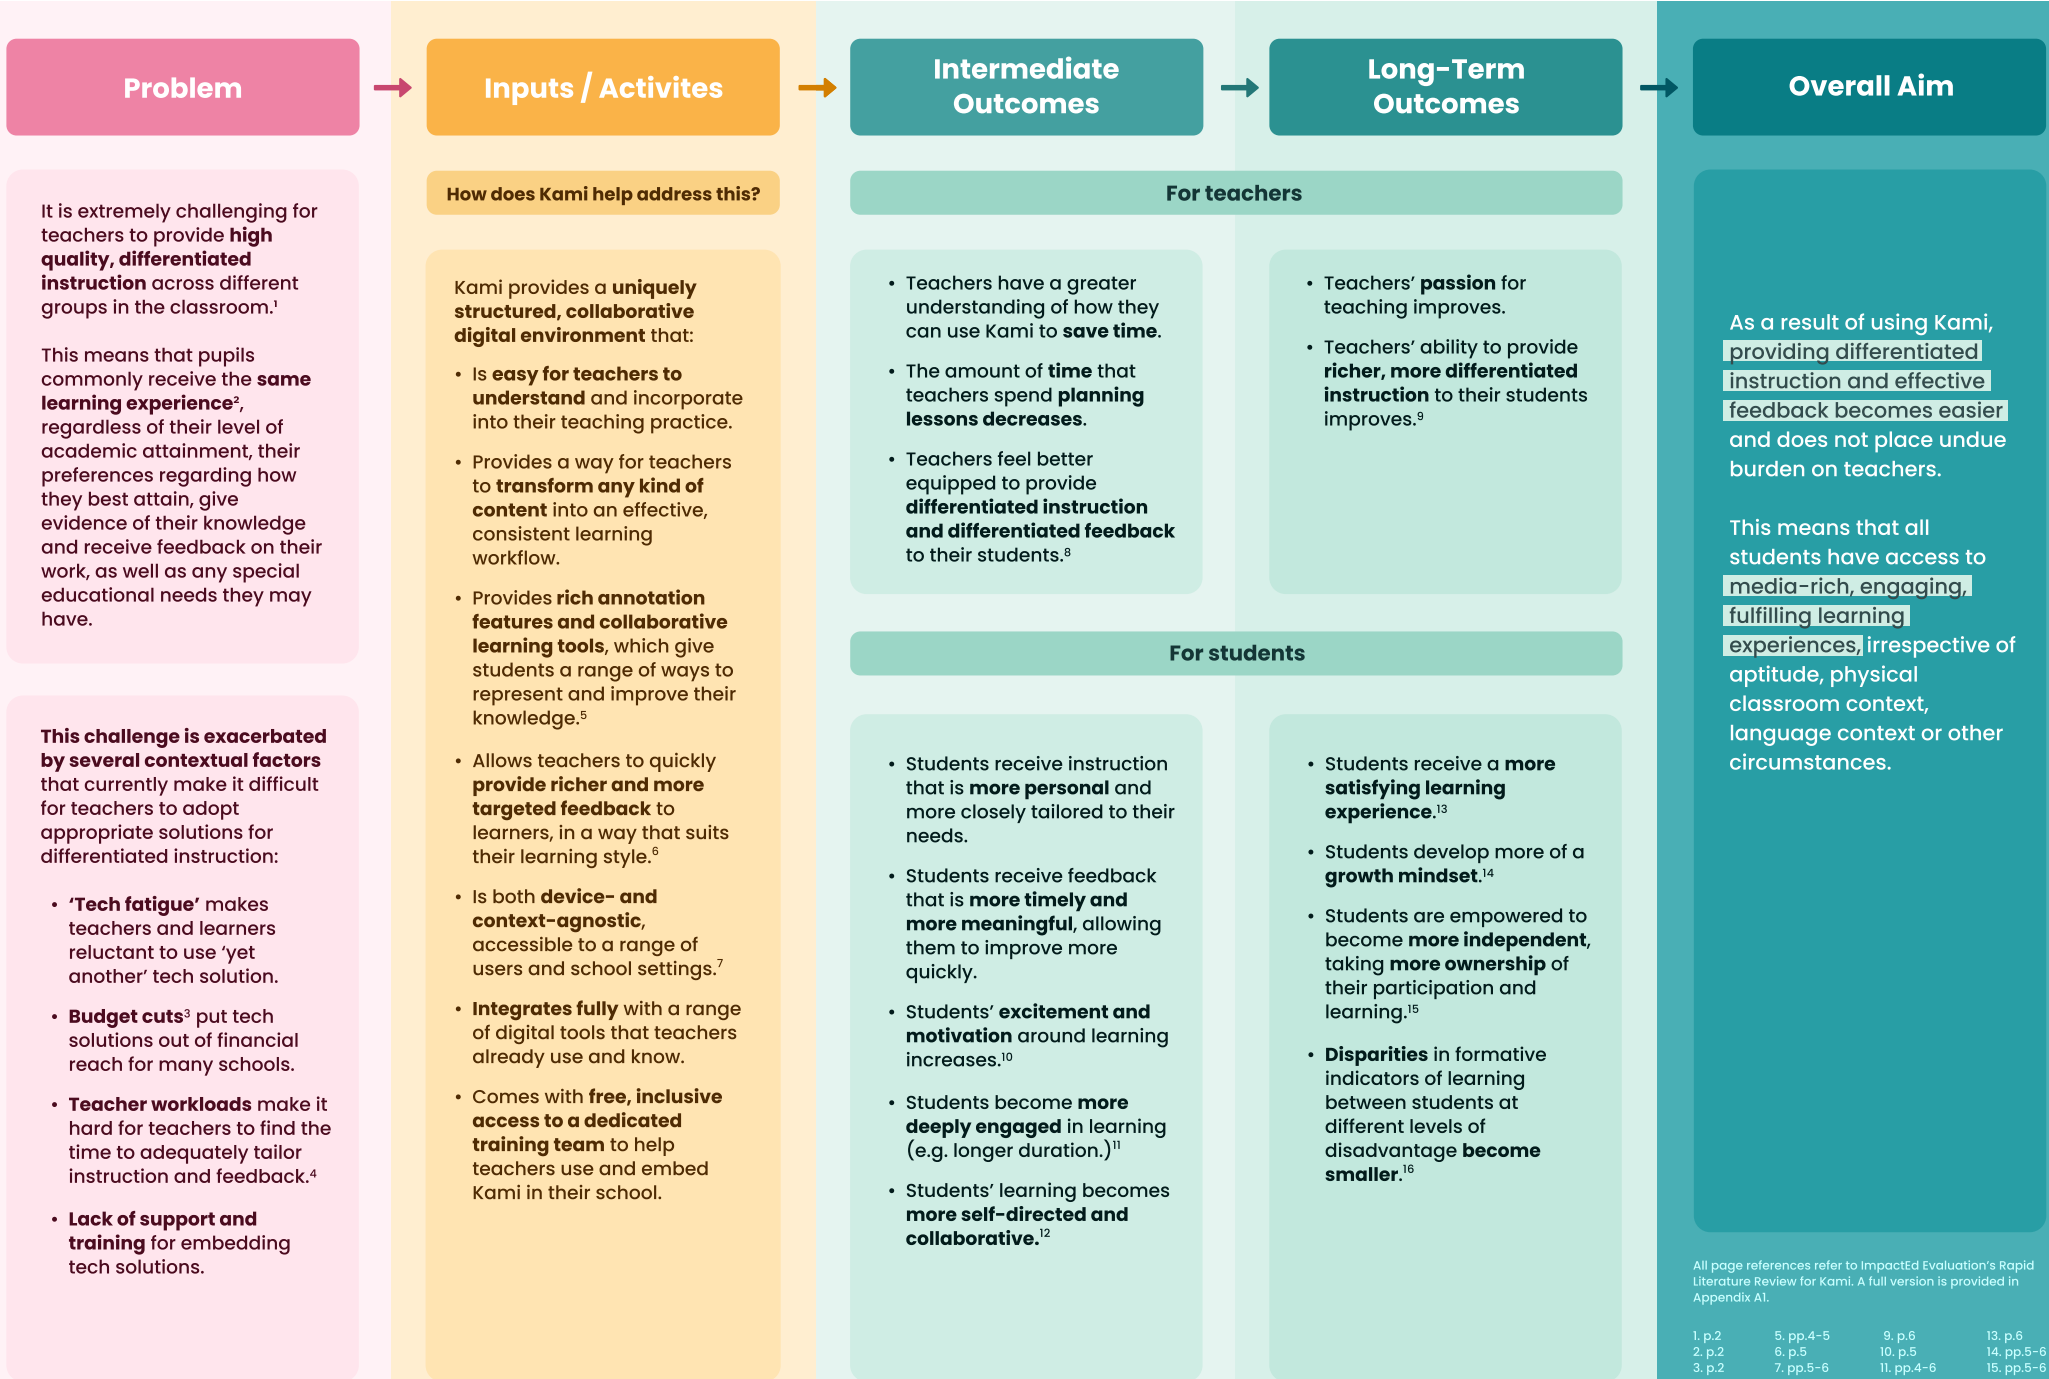 Problem
It is extremely challenging for
teachers to provide high
quality, differentiated
instruction across different
groups in the classroom.¹
This means that pupils
commonly receive the same
learning experience²,
regardless of their level of
academic attainment, their
preferences regarding how
they best attain, give
evidence of their knowledge
and receive feedback on their
work, as well as any special
educational needs they may
have.
This challenge is exacerbated
by several contextual factors
that currently make it difficult
for teachers to adopt
appropriate solutions for
differentiated instruction:
• ‘Tech fatigue’ makes
teachers and learners
reluctant to use ‘yet
another’ tech solution.
• Budget cuts³ put tech
solutions out of financial
reach for many schools.
• Teacher workloads make it
hard for teachers to find the
time to adequately tailor
instruction and feedback.⁴
• Lack of support and
training for embedding
tech solutions.
Inputs / Activites
How does Kami help address this?
Kami provides a uniquely
structured, collaborative
digital environment that:
• Is easy for teachers to
understand and incorporate
into their teaching practice.
• Provides a way for teachers
to transform any kind of
content into an effective,
consistent learning
workflow.
• Provides rich annotation
features and collaborative
learning tools, which give
students a range of ways to
represent and improve their
knowledge.⁵
• Allows teachers to quickly
provide richer and more
targeted feedback to
learners, in a way that suits
their learning style.⁶
• Is both device- and
context-agnostic,
accessible to a range of
users and school settings.⁷
• Integrates fully with a range
of digital tools that teachers
already use and know.
• Comes with free, inclusive
access to a dedicated
training team to help
teachers use and embed
Kami in their school.
Intermediate
Outcomes
Long-Term
Outcomes
For teachers
• Teachers have a greater
understanding of how they
can use Kami to save time.
• The amount of time that
teachers spend planning
lessons decreases.
• Teachers feel better
equipped to provide
differentiated instruction
and differentiated feedback
to their students.⁸
• Teachers’ passion for
teaching improves.
• Teachers’ ability to provide
richer, more differentiated
instruction to their students
improves.⁹
For students
• Students receive instruction
that is more personal and
more closely tailored to their
needs.
• Students receive feedback
that is more timely and
more meaningful, allowing
them to improve more
quickly.
• Students’ excitement and
motivation around learning
increases.¹⁰
• Students become more
deeply engaged in learning
(e.g. longer duration.)¹¹
• Students’ learning becomes
more self-directed and
collaborative.¹²
• Students receive a more
satisfying learning
experience.¹³
• Students develop more of a
growth mindset.¹⁴
• Students are empowered to
become more independent,
taking more ownership of
their participation and
learning.¹⁵
• Disparities in formative
indicators of learning
between students at
different levels of
disadvantage become
smaller.¹⁶
Overall Aim
As a result of using Kami,
providing differentiated
instruction and effective
feedback becomes easier
and does not place undue
burden on teachers.
This means that all
students have access to
media-rich, engaging,
fulfilling learning
experiences, irrespective of
aptitude, physical
classroom context,
language context or other
circumstances.
All page references refer to ImpactEd Evaluation’s Rapid
Literature Review for Kami. A full version is provided in
Appendix A1.
1. p.2 5. pp.4-5 9. p.6 13. p.6
2. p.2 6. p.5 10. p.5 14. pp.5-6
3. p.2 7. pp.5-6 11. pp.4-6 15. pp.5-6